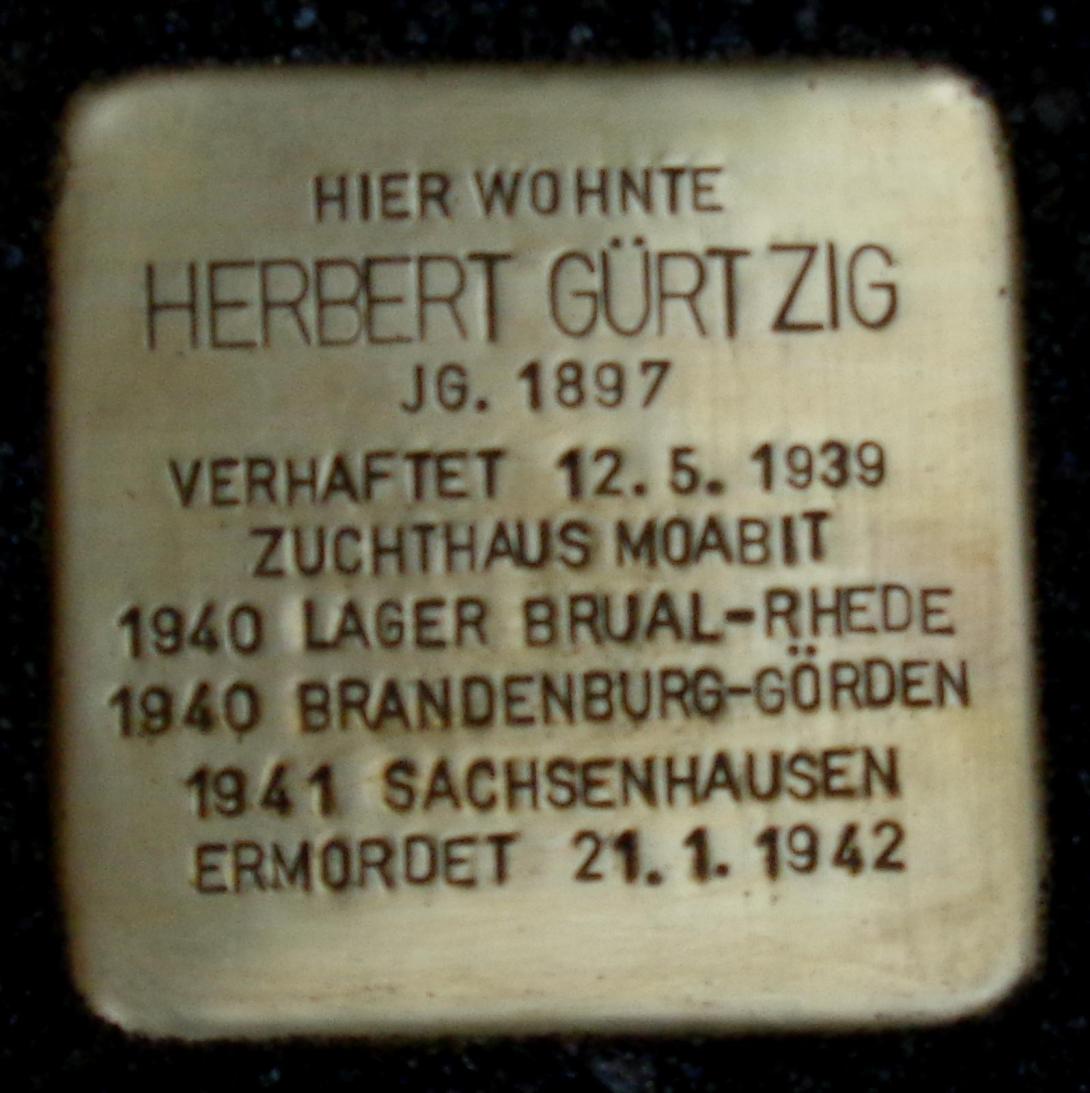 HIER WOHNTE
HERBERT GÜRTZIG
JG. 1897
VERHAFTET 12.5.1939
ZUCHTHAUS MOABIT
1940 LAGER BRUAL-RHEDE
1940 BRANDENBURG-GÖRDEN
1941 SACHSENHAUSEN
ERMORDET 21.1.1942